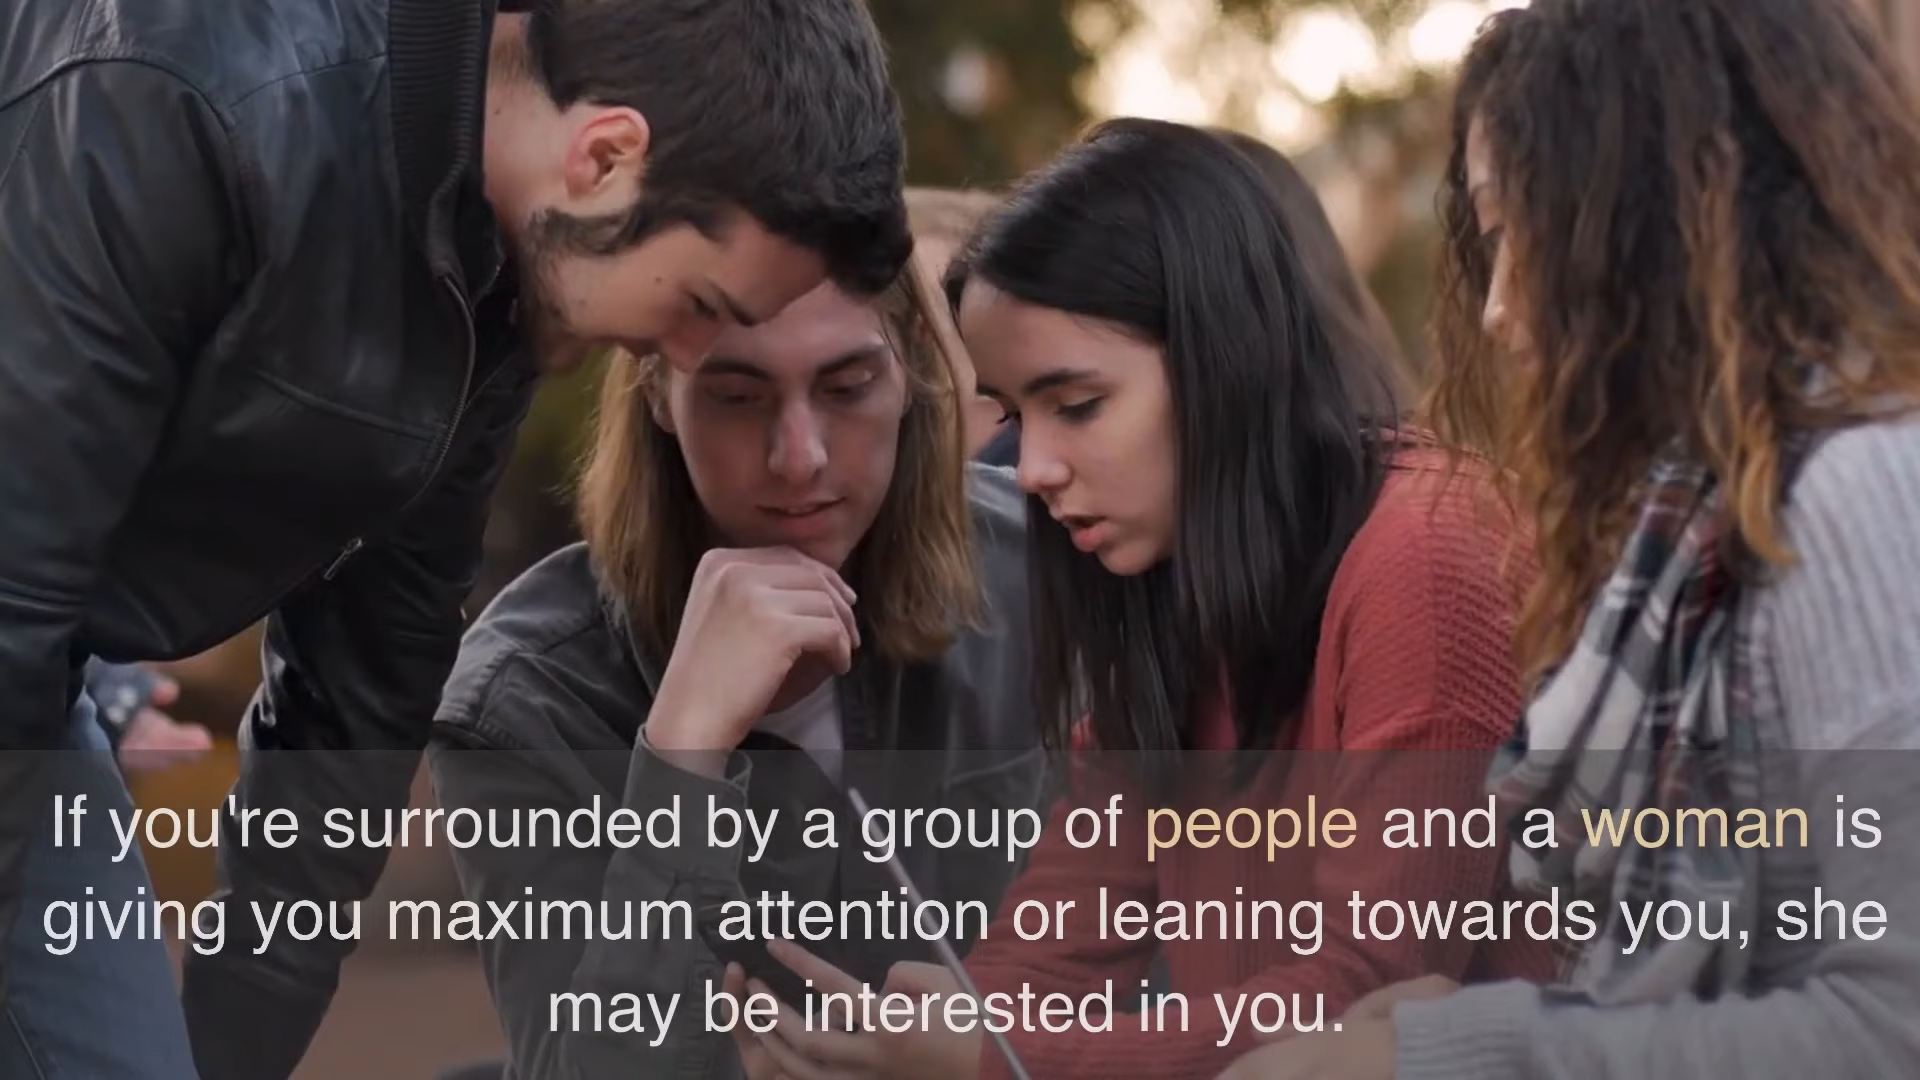 If you're surrounded by a group of people and a woman is
giving you maximum attention or leaning towards you, she
may be interested in you.